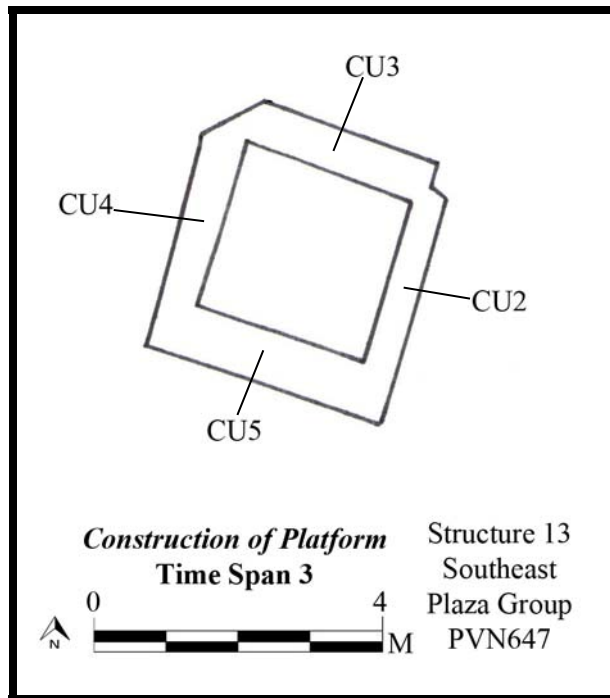 CU3
CU4
CU2
CU5
Construction of Platform
Time Span 3
0 4
M
N
Structure 13
Southeast
Plaza Group
PVN647